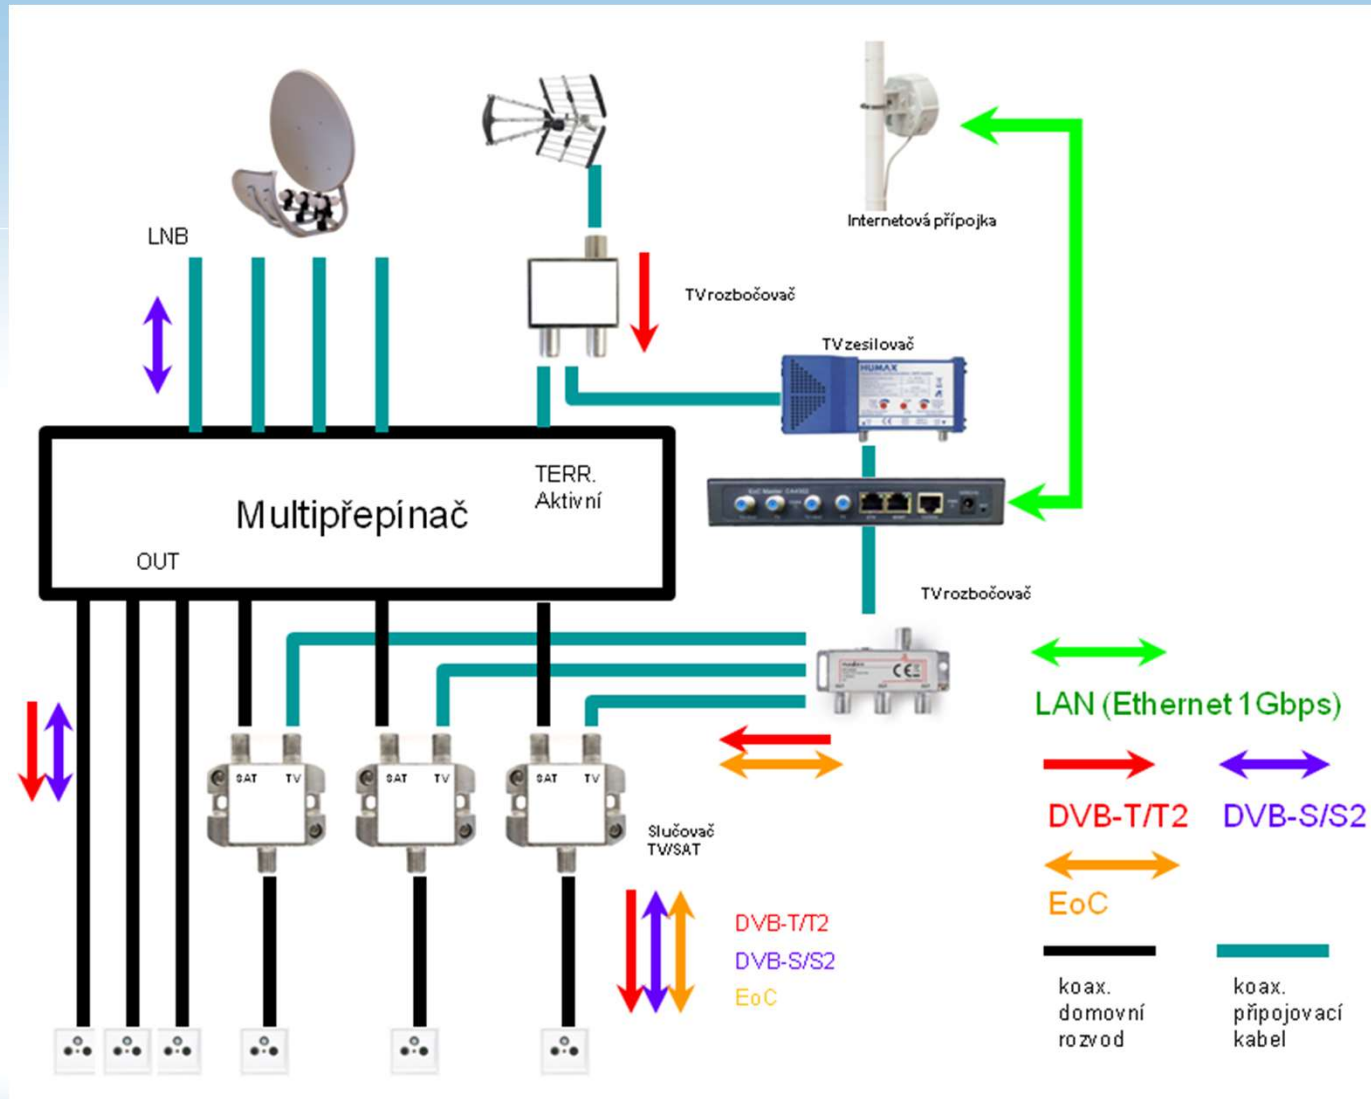 Internetová přípojka
LNB
TV rozbočovač
TV zesilovač
HUMAX
TERR.
Aktivní
Multipřepínač
OUT
EoC Master
TV rozbočovač
LAN (Ethernet 1Gbps)
SAT TV
SAT TV
SAT TV
Slučovač
TV/SAT
DVB-T/T2
DVB-S/S2
EoC
DVB-T/T2
DVB-S/S2
EoC
koax.
domovní
rozvod
koax.
připojovací
kabel